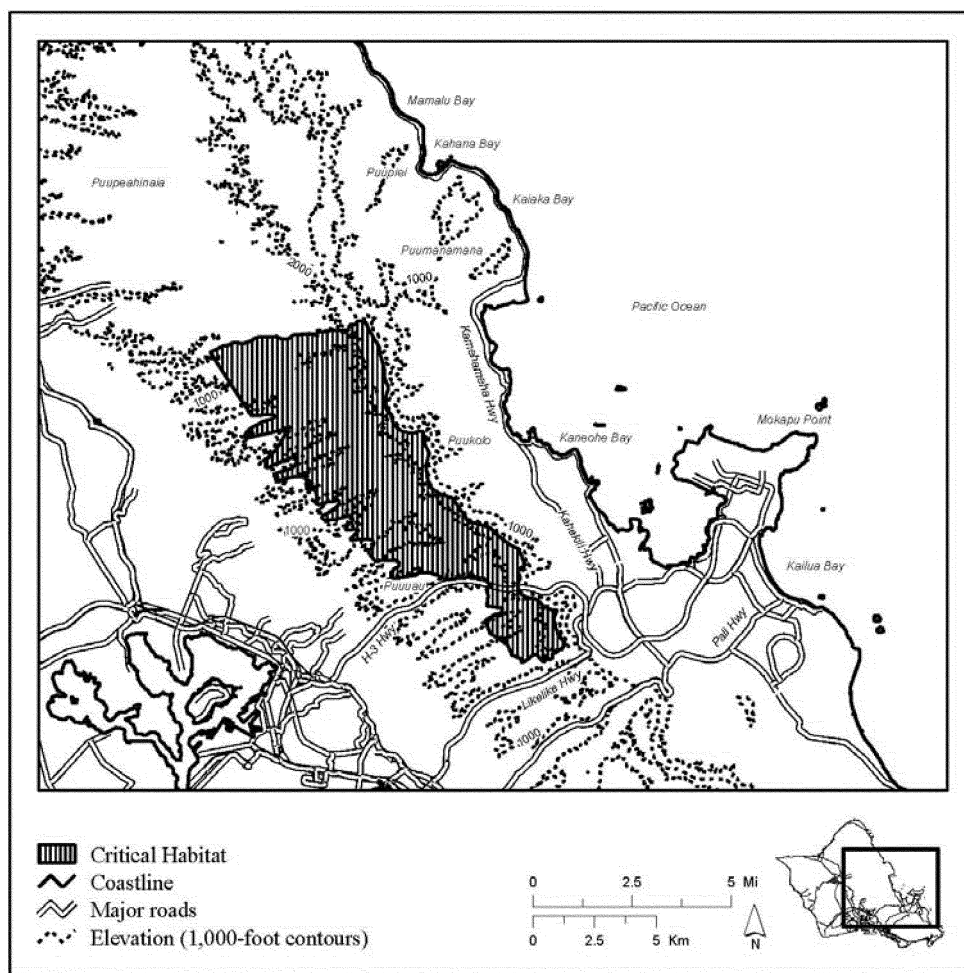 Mamalu Bay
Kahana Bay
Puupiei
Puupeahinaia
Kaiaka Bay
Puumanamana
2000
1000
Pacific Ocean
Kamehameha Hwy
1000
Mokapu Point
Kaneohe Bay
Puukolo
1000
1000
Kahekili Hwy
Kailua Bay
Puuuau
H-3 Hwy
Pali Hwy
Likelike Hwy
1000
Critical Habitat
Coastline
Major roads
Elevation (1,000-foot contours)
0 2.5 5 Mi
0 2.5 5 Km
N